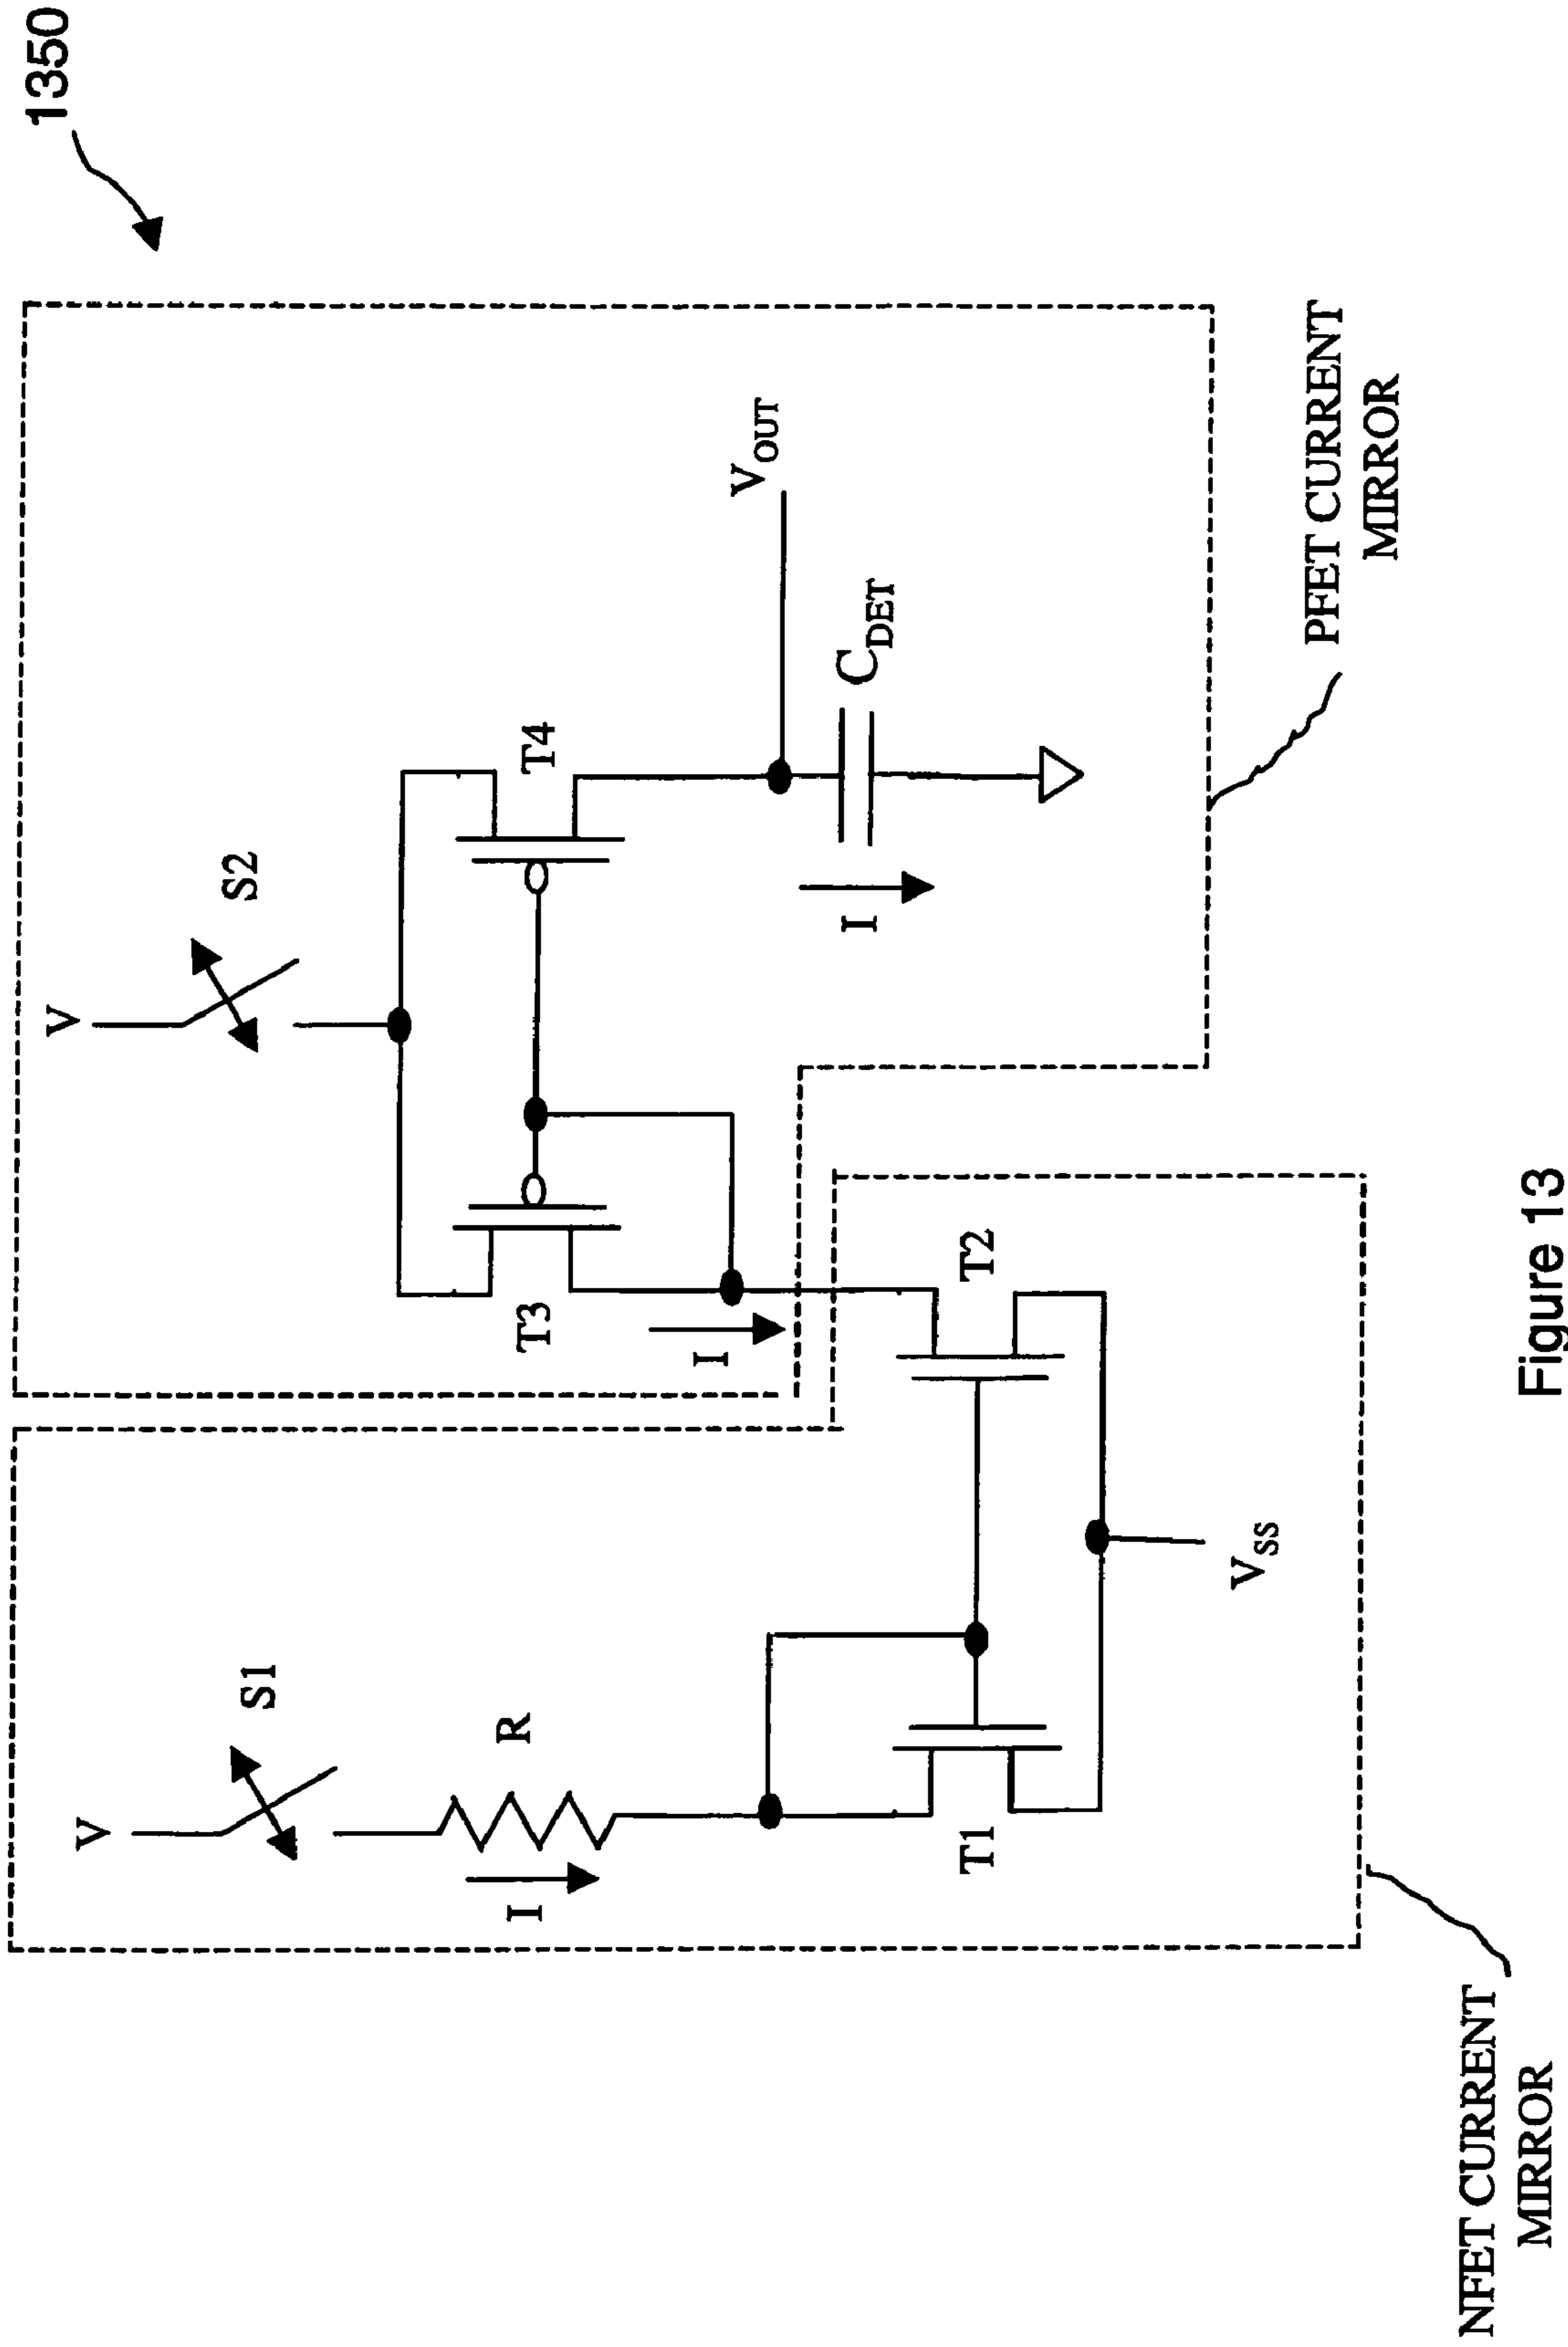 1350
V
S2
V
S1
T3
T4
R
I
I
V_OUT
C_DET
I
T1
T2
V_SS
PFET CURRENT
MIRROR
NFET CURRENT
MIRROR
Figure 13